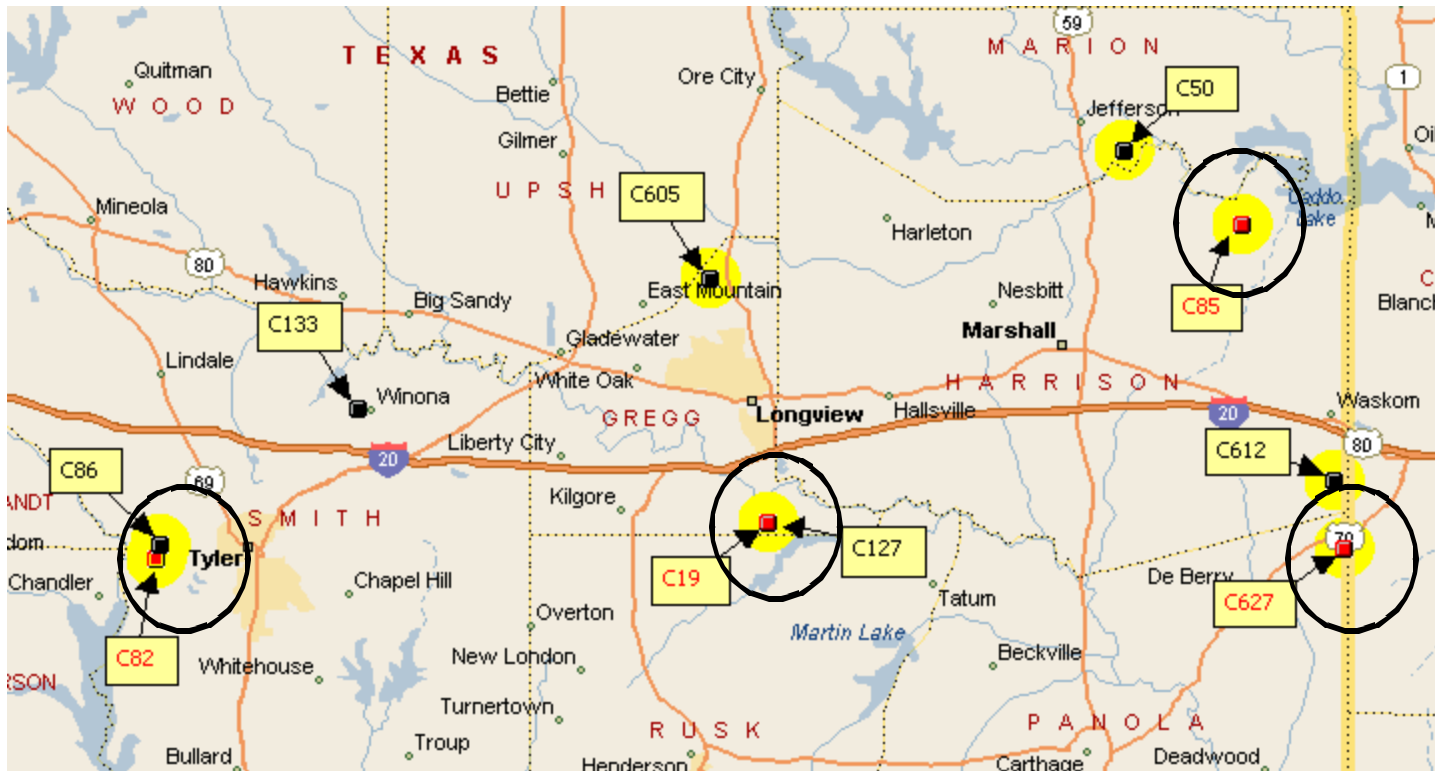 59
MARION
TEXAS
Quitman
Ore City
1
WOOD
Bettie
C50
Jefferson
Gilmer
C605
UPSH
Mineola
Caddo
Lake
Harleton
80
Hawkins
East Mountain
Nesbitt
Big Sandy
C85
Blanch
C133
Marshall
Gladewater
Lindale
White Oak
HARRISON
Winona
Longview
Hallsville
20
Waskom
GREGG
Liberty City
80
C612
20
C86
69
Kilgore
ANDT
SMITH
70
dom
Tyler
C127
Chandler
Chapel Hill
C19
De Berry
C627
Overton
Tatum
Martin Lake
C82
Whitehouse
New London
Beckville
RSON
Turnertown
RUSK
PANOLA
Bullard
Troup
Henderson
Carthage
Deadwood